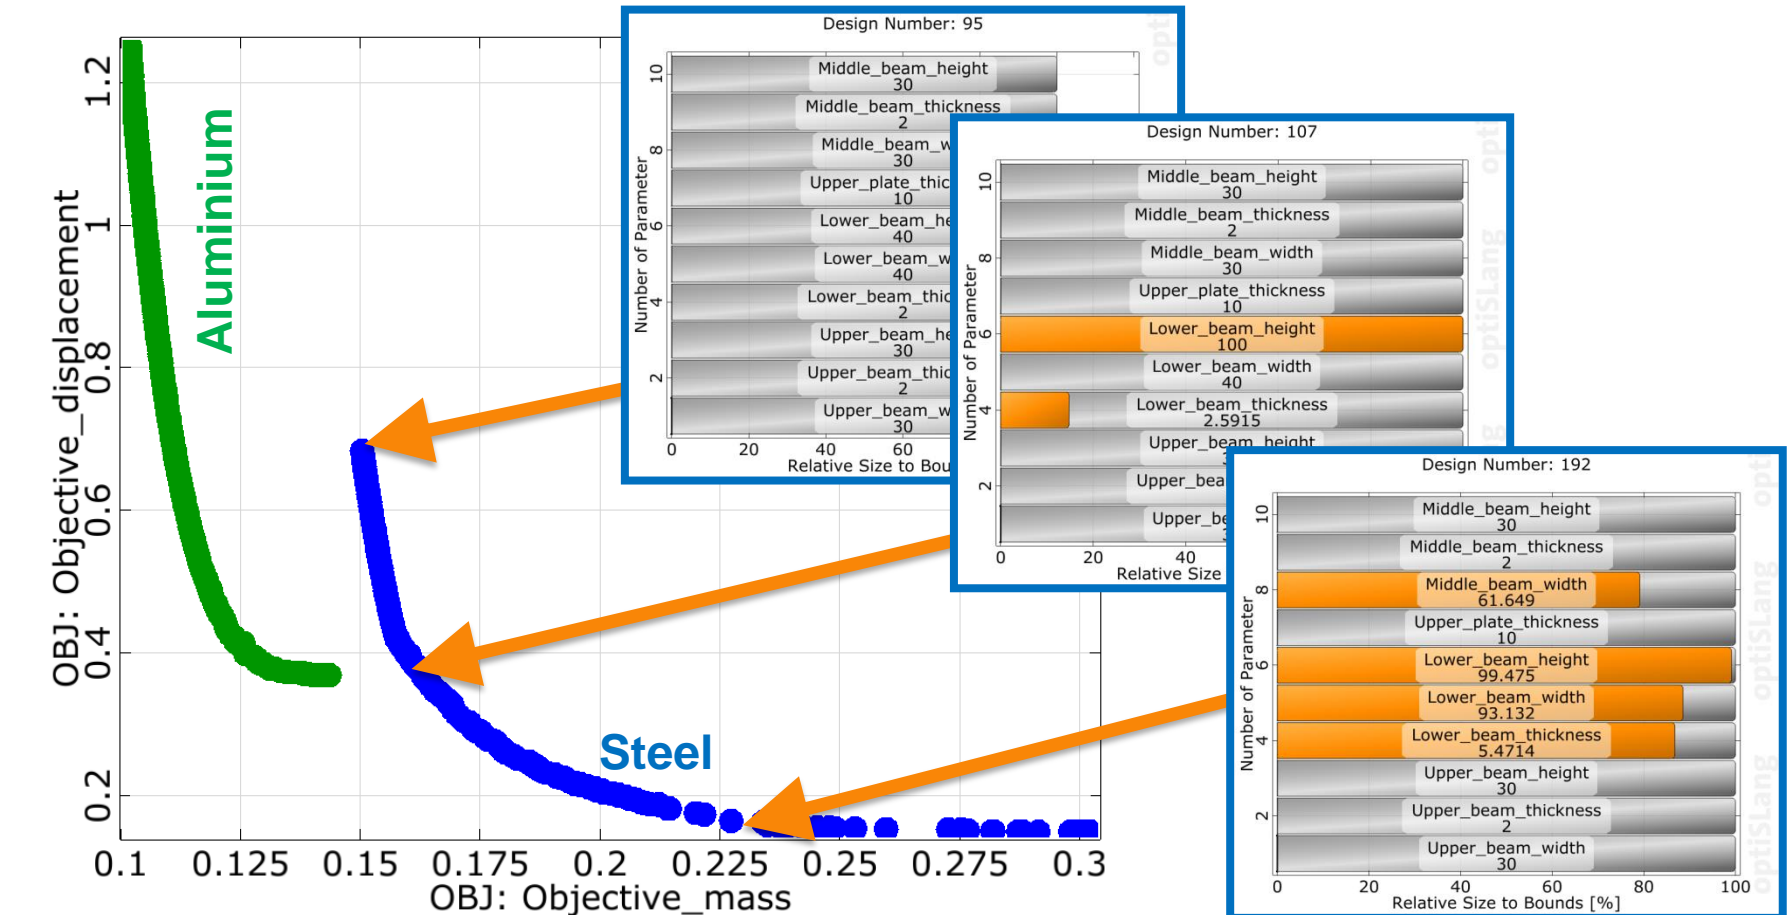 OBJ: Objective_displacement
1.2
1
0.8
0.6
0.4
0.2
0.1
0.125
0.15
0.175
0.2
0.225
0.25
0.275
0.3
OBJ: Objective_mass
Aluminium
Steel
Design Number: 95
Number of Parameter
10
8
6
4
2
Middle_beam_height
30
Middle_beam_thickness
2
Middle_beam_w
30
Upper_plate_thic
10
Lower_beam_he
40
Lower_beam_w
40
Lower_beam_thic
2
Upper_beam_he
30
Upper_beam_thic
2
Upper_beam_w
30
0
20
40
60
Relative Size to Bou
opti
Design Number: 107
Number of Parameter
10
8
6
4
2
Middle_beam_height
30
Middle_beam_thickness
2
Middle_beam_width
30
Upper_plate_thickness
10
Lower_beam_height
100
Lower_beam_width
40
Lower_beam_thickness
2.5915
Upper_beam_height
Upper_bea
Upper_be
0
20
40
Relative Size
opti
optiSLang
Design Number: 192
Number of Parameter
10
8
6
4
2
Middle_beam_height
30
Middle_beam_thickness
2
Middle_beam_width
61.649
Upper_plate_thickness
10
Lower_beam_height
99.475
Lower_beam_width
93.132
Lower_beam_thickness
5.4714
Upper_beam_height
30
Upper_beam_thickness
2
Upper_beam_width
30
0
20
40
60
80
100
Relative Size to Bounds [%]
opti
optiSLang
optiSLang